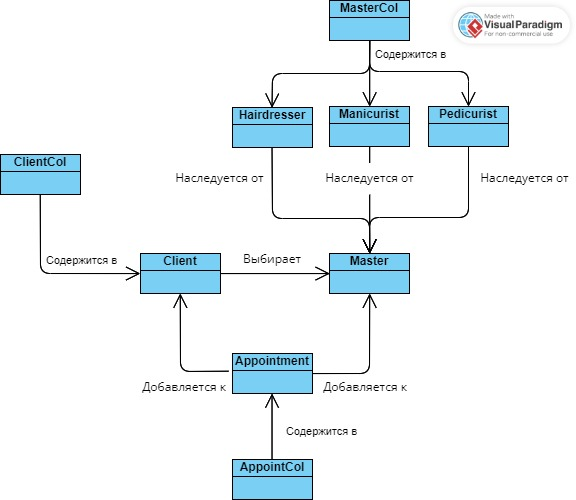 MasterCol
Made with
Visual Paradigm
For non-commercial use
Содержится в
Hairdresser
Manicurist
Pedicurist
ClientCol
Наследуется от
Наследуется от
Наследуется от
Содержится в
Client
Выбирает
Master
Appointment
Добавляется к
Добавляется к
Содержится в
AppointCol